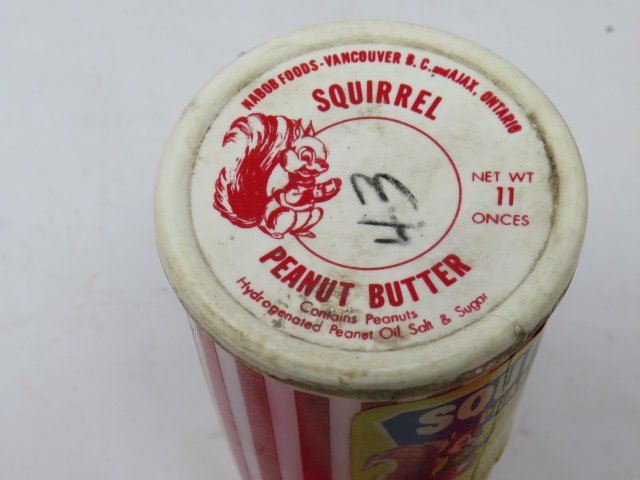 NABOB FOODS - VANCOUVER B.C. and AJAX, ONTARIO
SQUIRREL
43
NET WT
11
ONCES
PEANUT BUTTER
Contains Peanuts
Hydrogenated Peanut Oil, Salt & Sugar